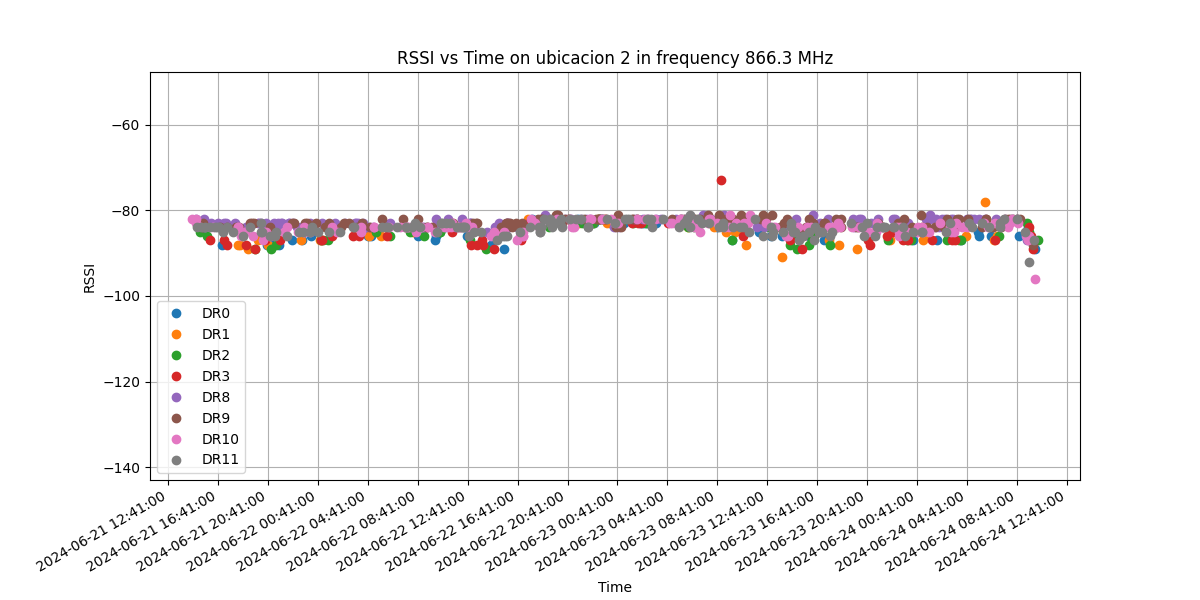 RSSI vs Time on ubicacion 2 in frequency 866.3 MHz
RSSI
−60
−80
−100
−120
−140
DR0
DR1
DR2
DR3
DR8
DR9
DR10
DR11
2024-06-21 12:41:00
2024-06-21 16:41:00
2024-06-21 20:41:00
2024-06-22 00:41:00
2024-06-22 04:41:00
2024-06-22 08:41:00
2024-06-22 12:41:00
2024-06-22 16:41:00
2024-06-22 20:41:00
2024-06-23 00:41:00
2024-06-23 04:41:00
2024-06-23 08:41:00
2024-06-23 12:41:00
2024-06-23 16:41:00
2024-06-23 20:41:00
2024-06-24 00:41:00
2024-06-24 04:41:00
2024-06-24 08:41:00
2024-06-24 12:41:00
Time